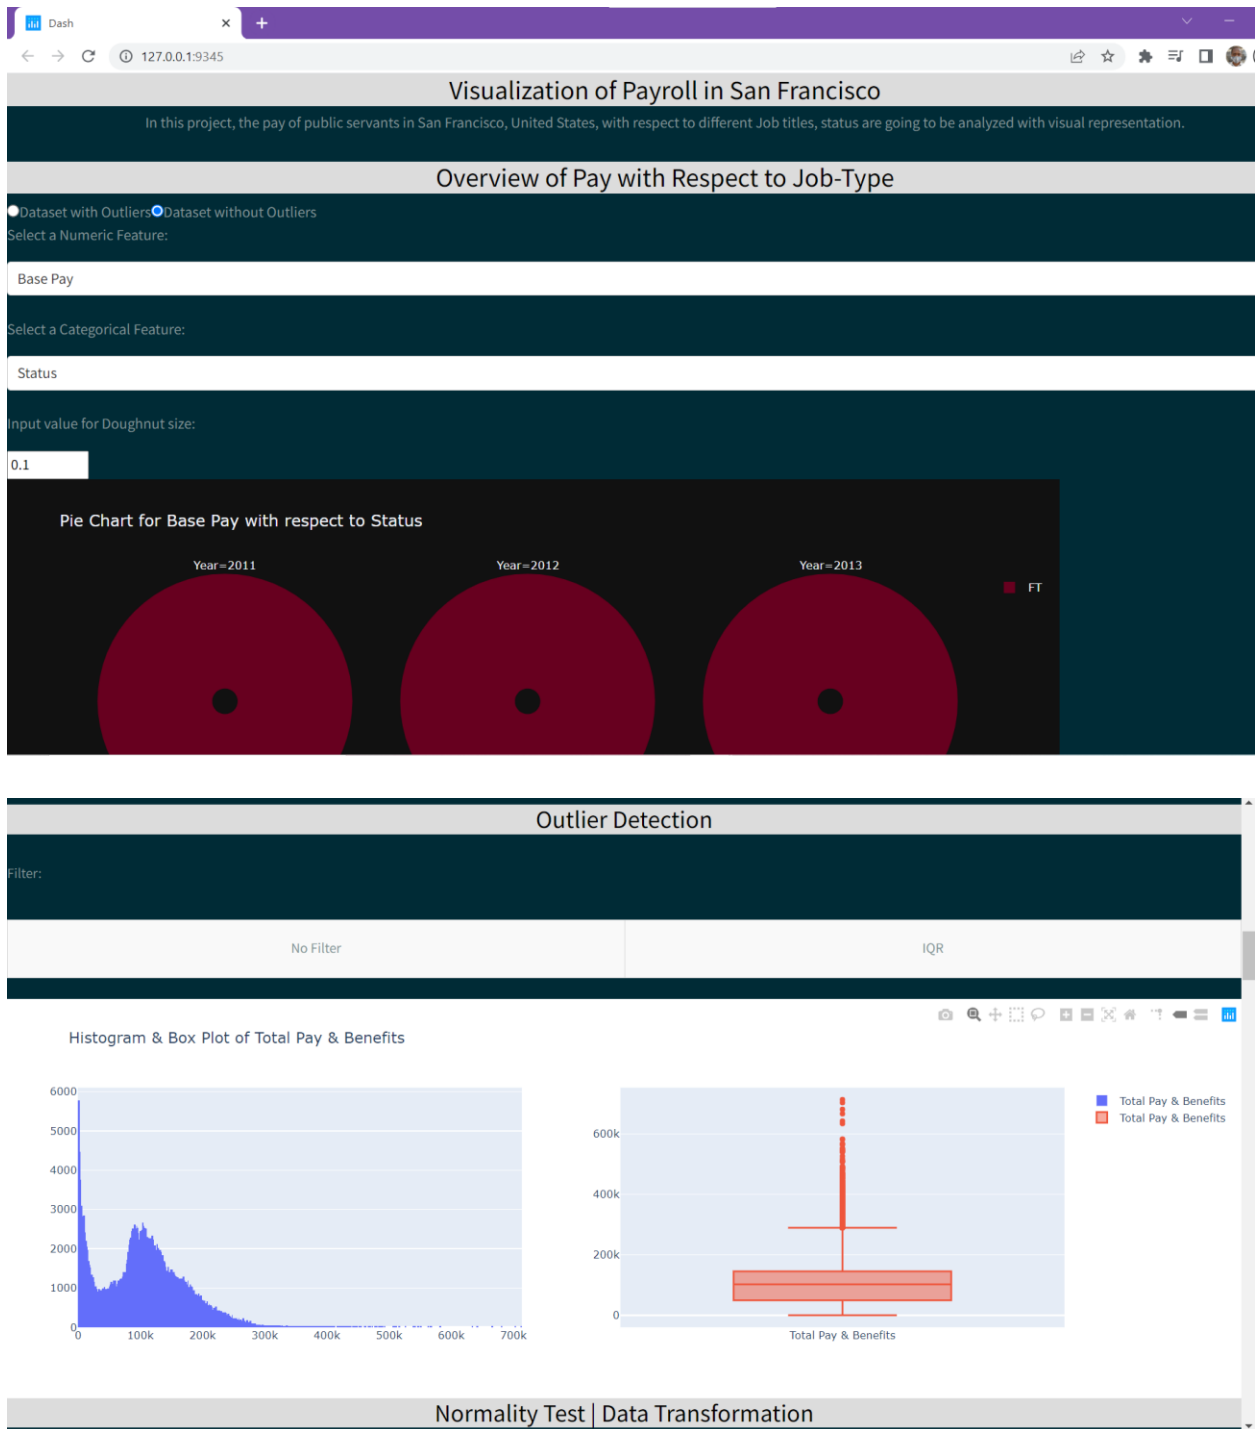 Dash
127.0.0.1:9345
Visualization of Payroll in San Francisco
In this project, the pay of public servants in San Francisco, United States, with respect to different Job titles, status are going to be analyzed with visual representation.
Overview of Pay with Respect to Job-Type
Dataset with Outliers Dataset without Outliers
Select a Numeric Feature:
Base Pay
Select a Categorical Feature:
Status
Input value for Doughnut size:
0.1
Pie Chart for Base Pay with respect to Status
Year=2011 Year=2012 Year=2013
FT
Outlier Detection
Filter:
No Filter IQR
Histogram & Box Plot of Total Pay & Benefits
6000
5000
4000
3000
2000
1000
0
0 100k 200k 300k 400k 500k 600k 700k
600k
400k
200k
0
Total Pay & Benefits
Total Pay & Benefits
Total Pay & Benefits
Normality Test | Data Transformation